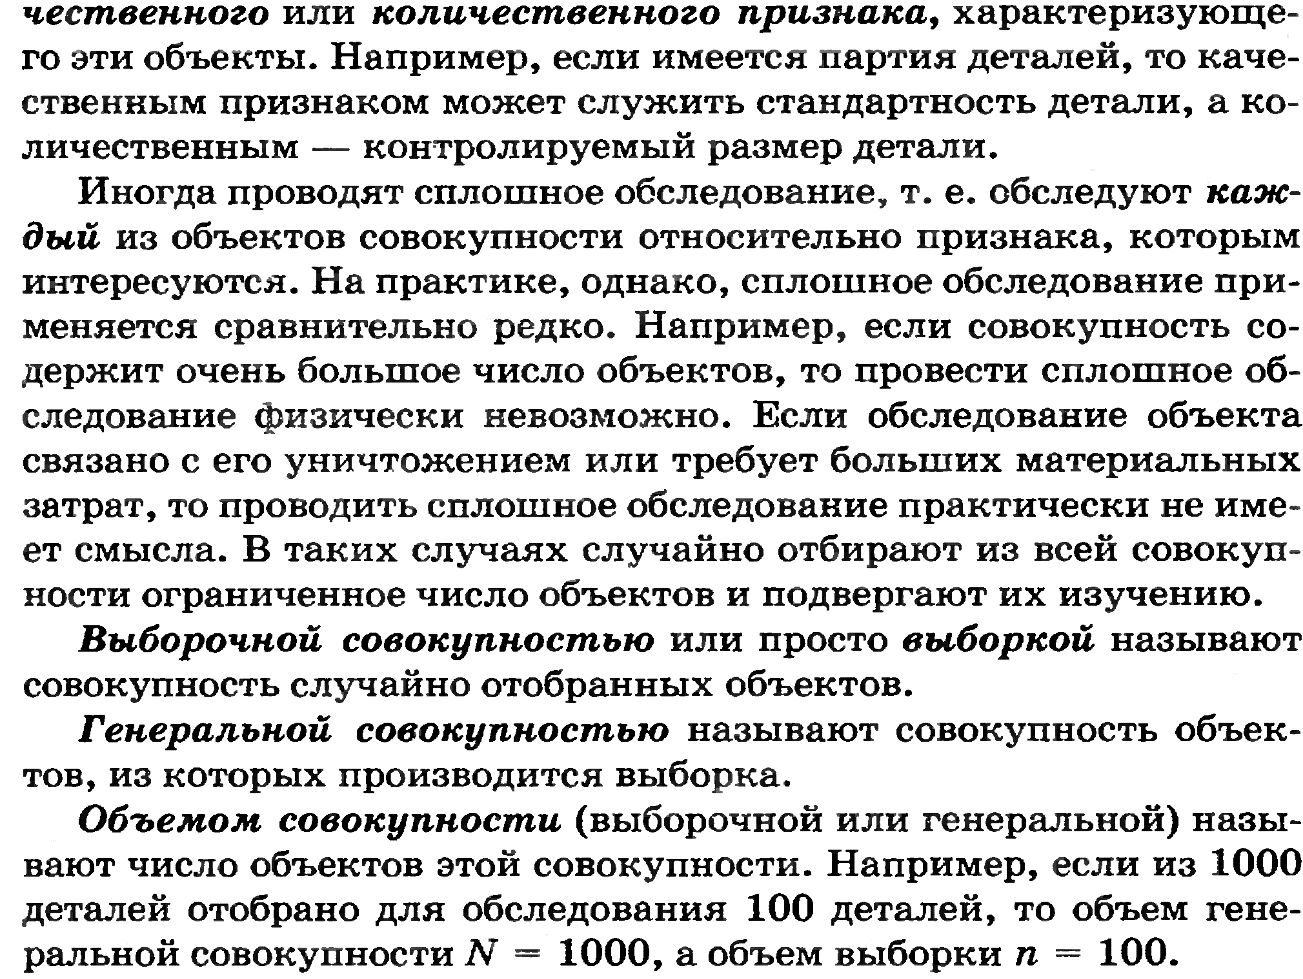 чественного или количественного признака, характеризующе-
го эти объекты. Например, если имеется партия деталей, то каче-
ственным признаком может служить стандартность детали, а ко-
личественным — контролируемый размер детали.
Иногда проводят сплошное обследование, т. е. обследуют каж-
дый из объектов совокупности относительно признака, которым
интересуются. На практике, однако, сплошное обследование при-
меняется сравнительно редко. Например, если совокупность со-
держит очень большое число объектов, то провести сплошное об-
следование физически невозможно. Если обследование объекта
связано с его уничтожением или требует больших материальных
затрат, то проводить сплошное обследование практически не име-
ет смысла. В таких случаях случайно отбирают из всей совокуп-
ности ограниченное число объектов и подвергают их изучению.
Выборочной совокупностью или просто выборкой называют
совокупность случайно отобранных объектов.
Генеральной совокупностью называют совокупность объек-
тов, из которых производится выборка.
Объемом совокупности (выборочной или генеральной) назы-
вают число объектов этой совокупности. Например, если из 1000
деталей отобрано для обследования 100 деталей, то объем гене-
ральной совокупности N = 1000, а объем выборки n = 100.